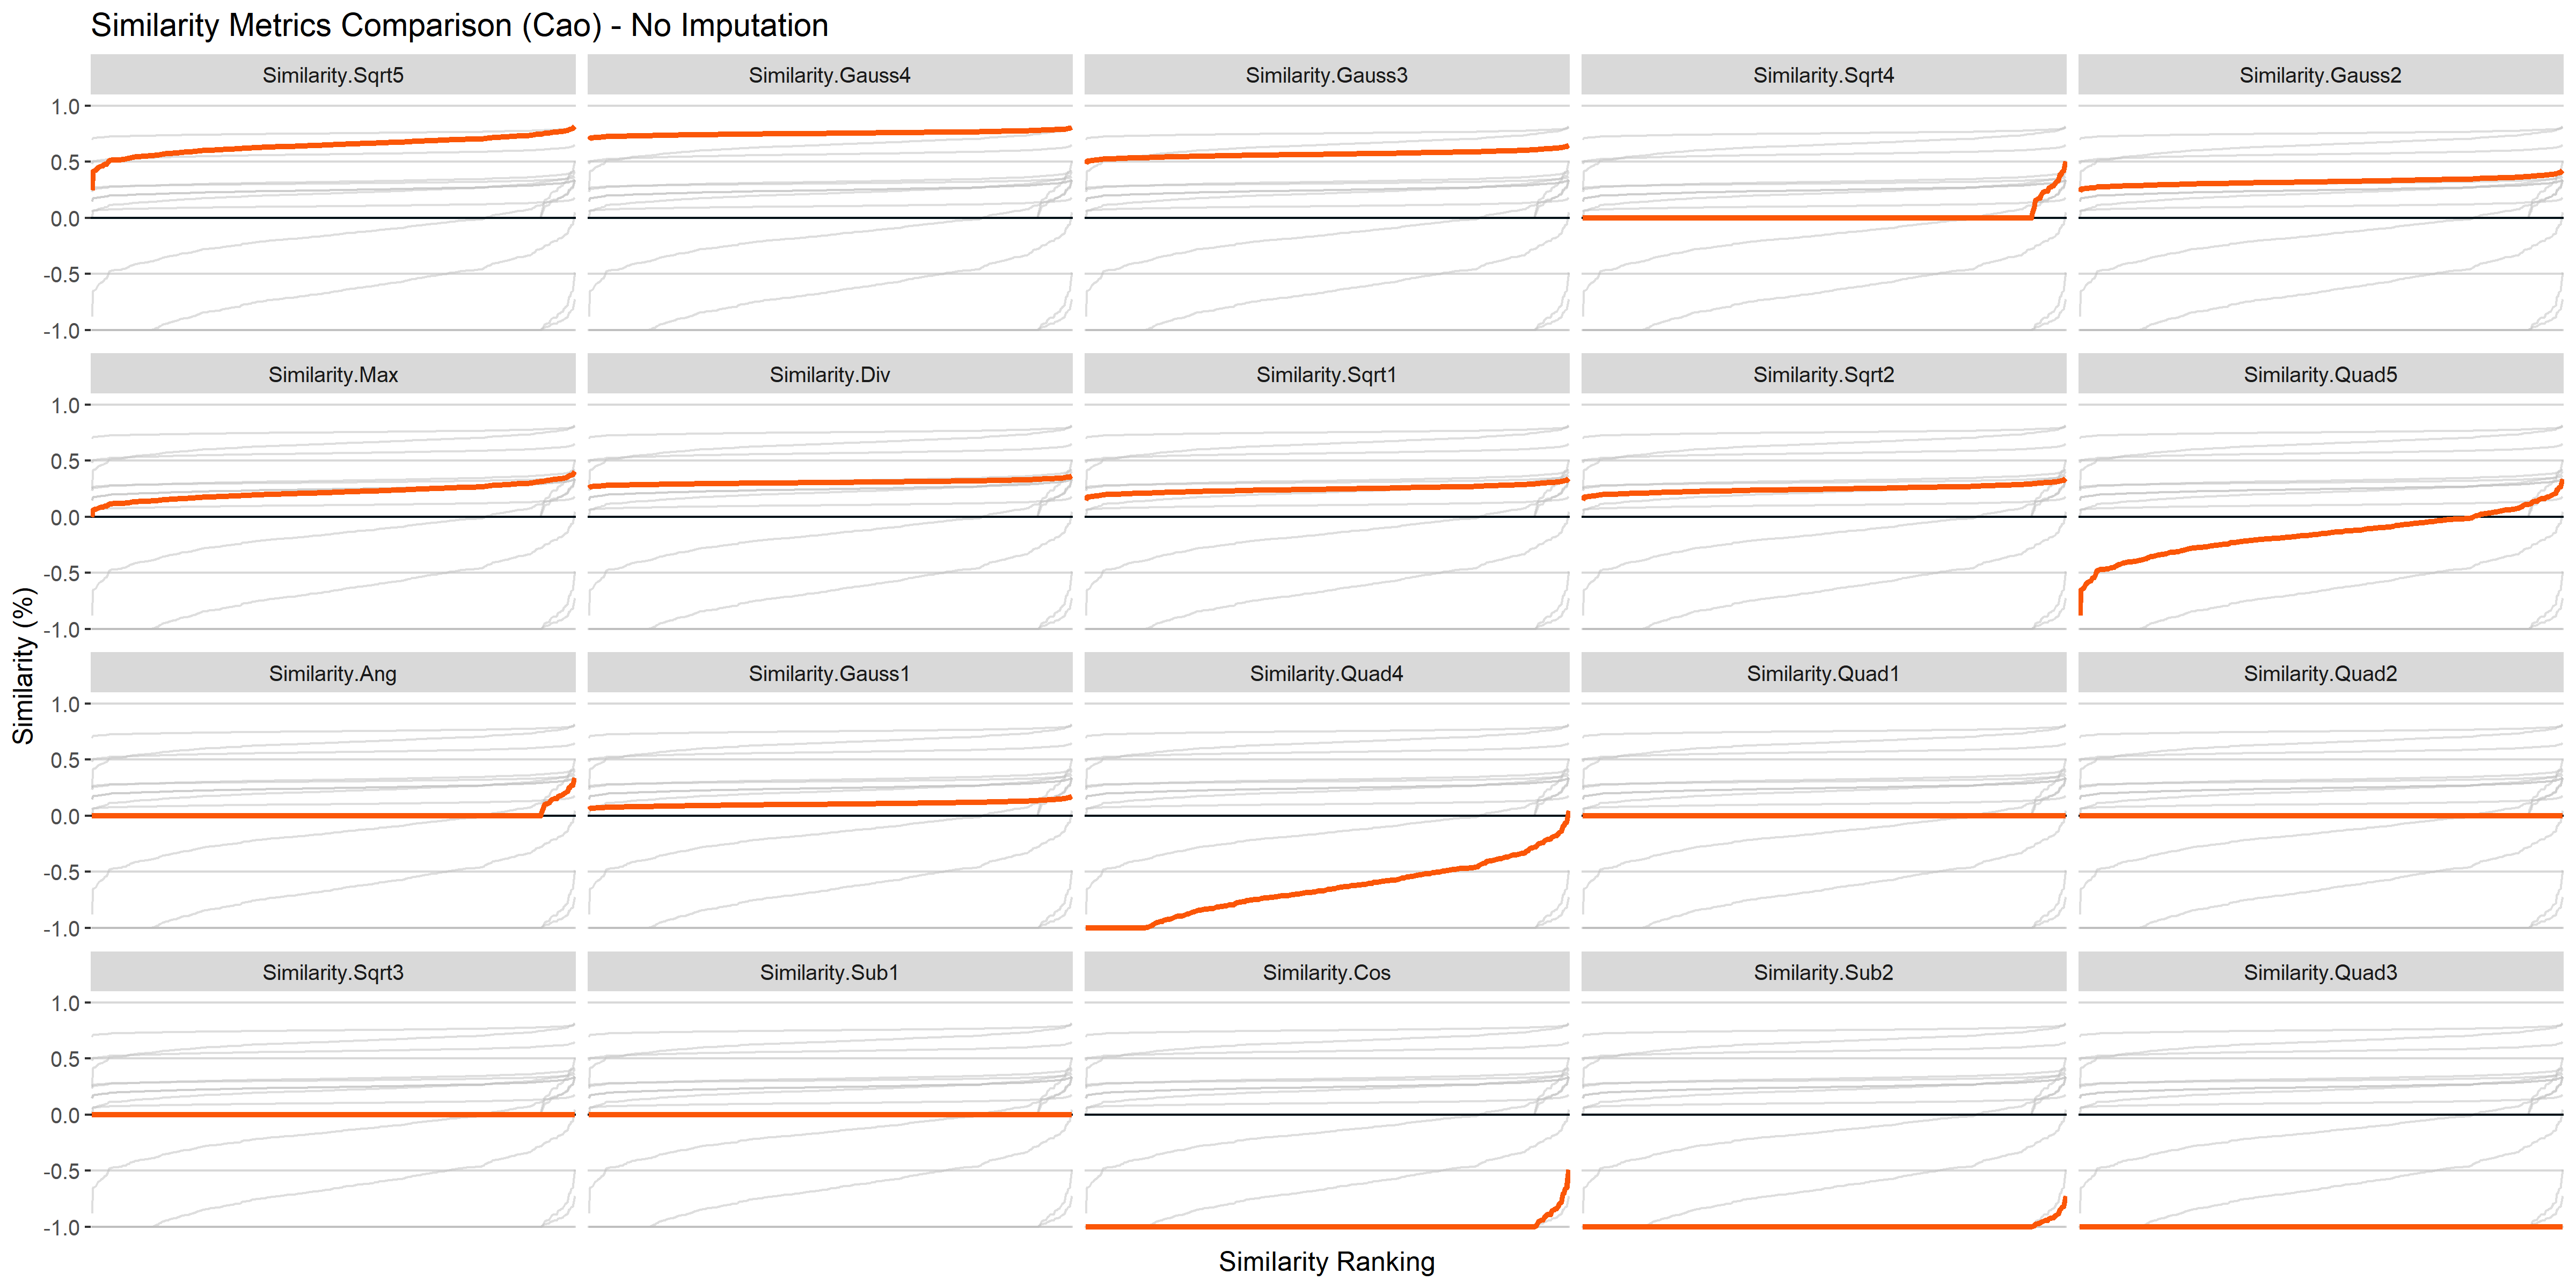 Similarity Metrics Comparison (Cao) - No Imputation
Similarity.Sqrt5 Similarity.Gauss4 Similarity.Gauss3 Similarity.Sqrt4 Similarity.Gauss2
1.0
0.5
0.0
-0.5
-1.0
Similarity.Max Similarity.Div Similarity.Sqrt1 Similarity.Sqrt2 Similarity.Quad5
1.0
0.5
0.0
-0.5
-1.0
Similarity (%)
Similarity.Ang Similarity.Gauss1 Similarity.Quad4 Similarity.Quad1 Similarity.Quad2
1.0
0.5
0.0
-0.5
-1.0
Similarity.Sqrt3 Similarity.Sub1 Similarity.Cos Similarity.Sub2 Similarity.Quad3
1.0
0.5
0.0
-0.5
-1.0
Similarity Ranking